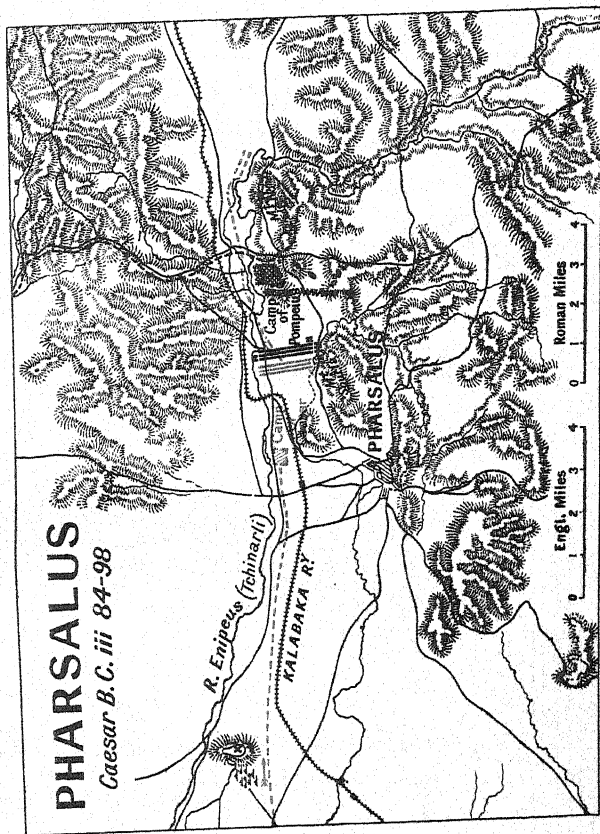 PHARSALUS
Caesar B.C. iii 84-98
R. Enipeus (Tchinarli)
KALABAKA RY
Camp
of
Pompeius
PHARSALUS
Engl. Miles
0 1 2 3 4
Roman Miles
0 1 2 3 4